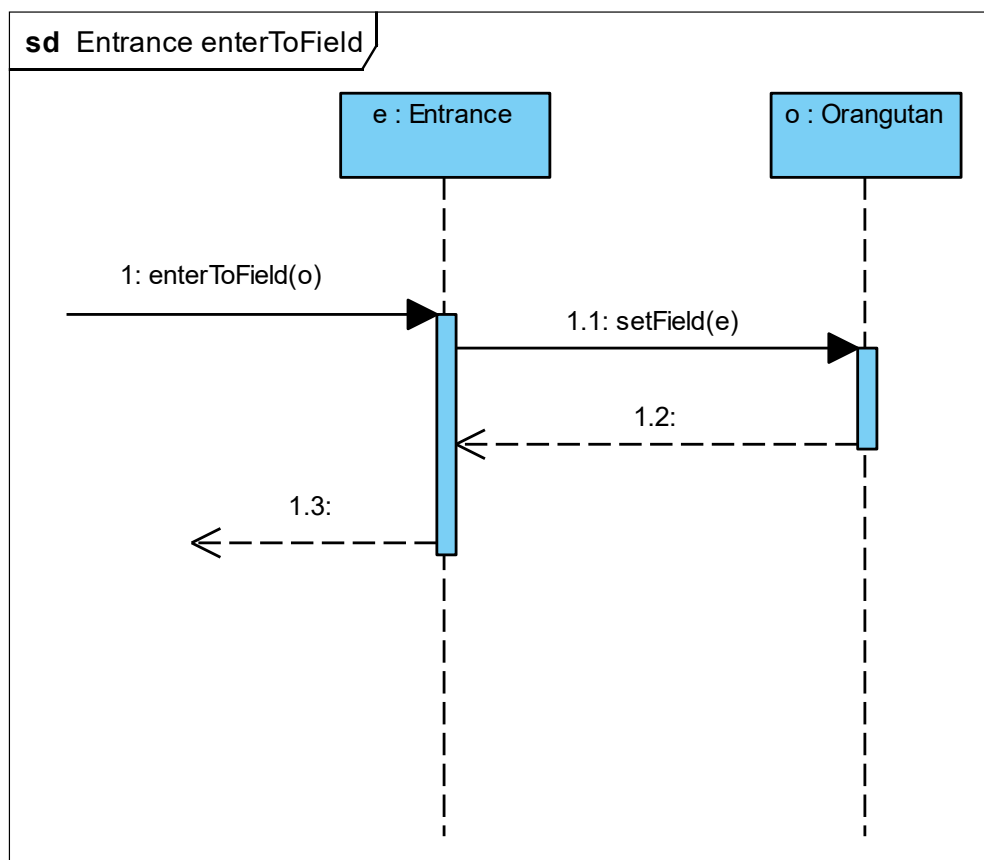 sd Entrance enterToField
e : Entrance
o : Orangutan
1: enterToField(o)
1.1: setField(e)
1.2:
1.3: